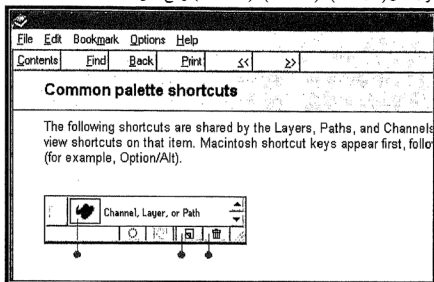 File Edit Bookmark Options Help
Contents Find Back Print << >>
Common palette shortcuts
The following shortcuts are shared by the Layers, Paths, and Channels
view shortcuts on that item. Macintosh shortcut keys appear first, follo
(for example, Option/Alt).
Channel, Layer, or Path